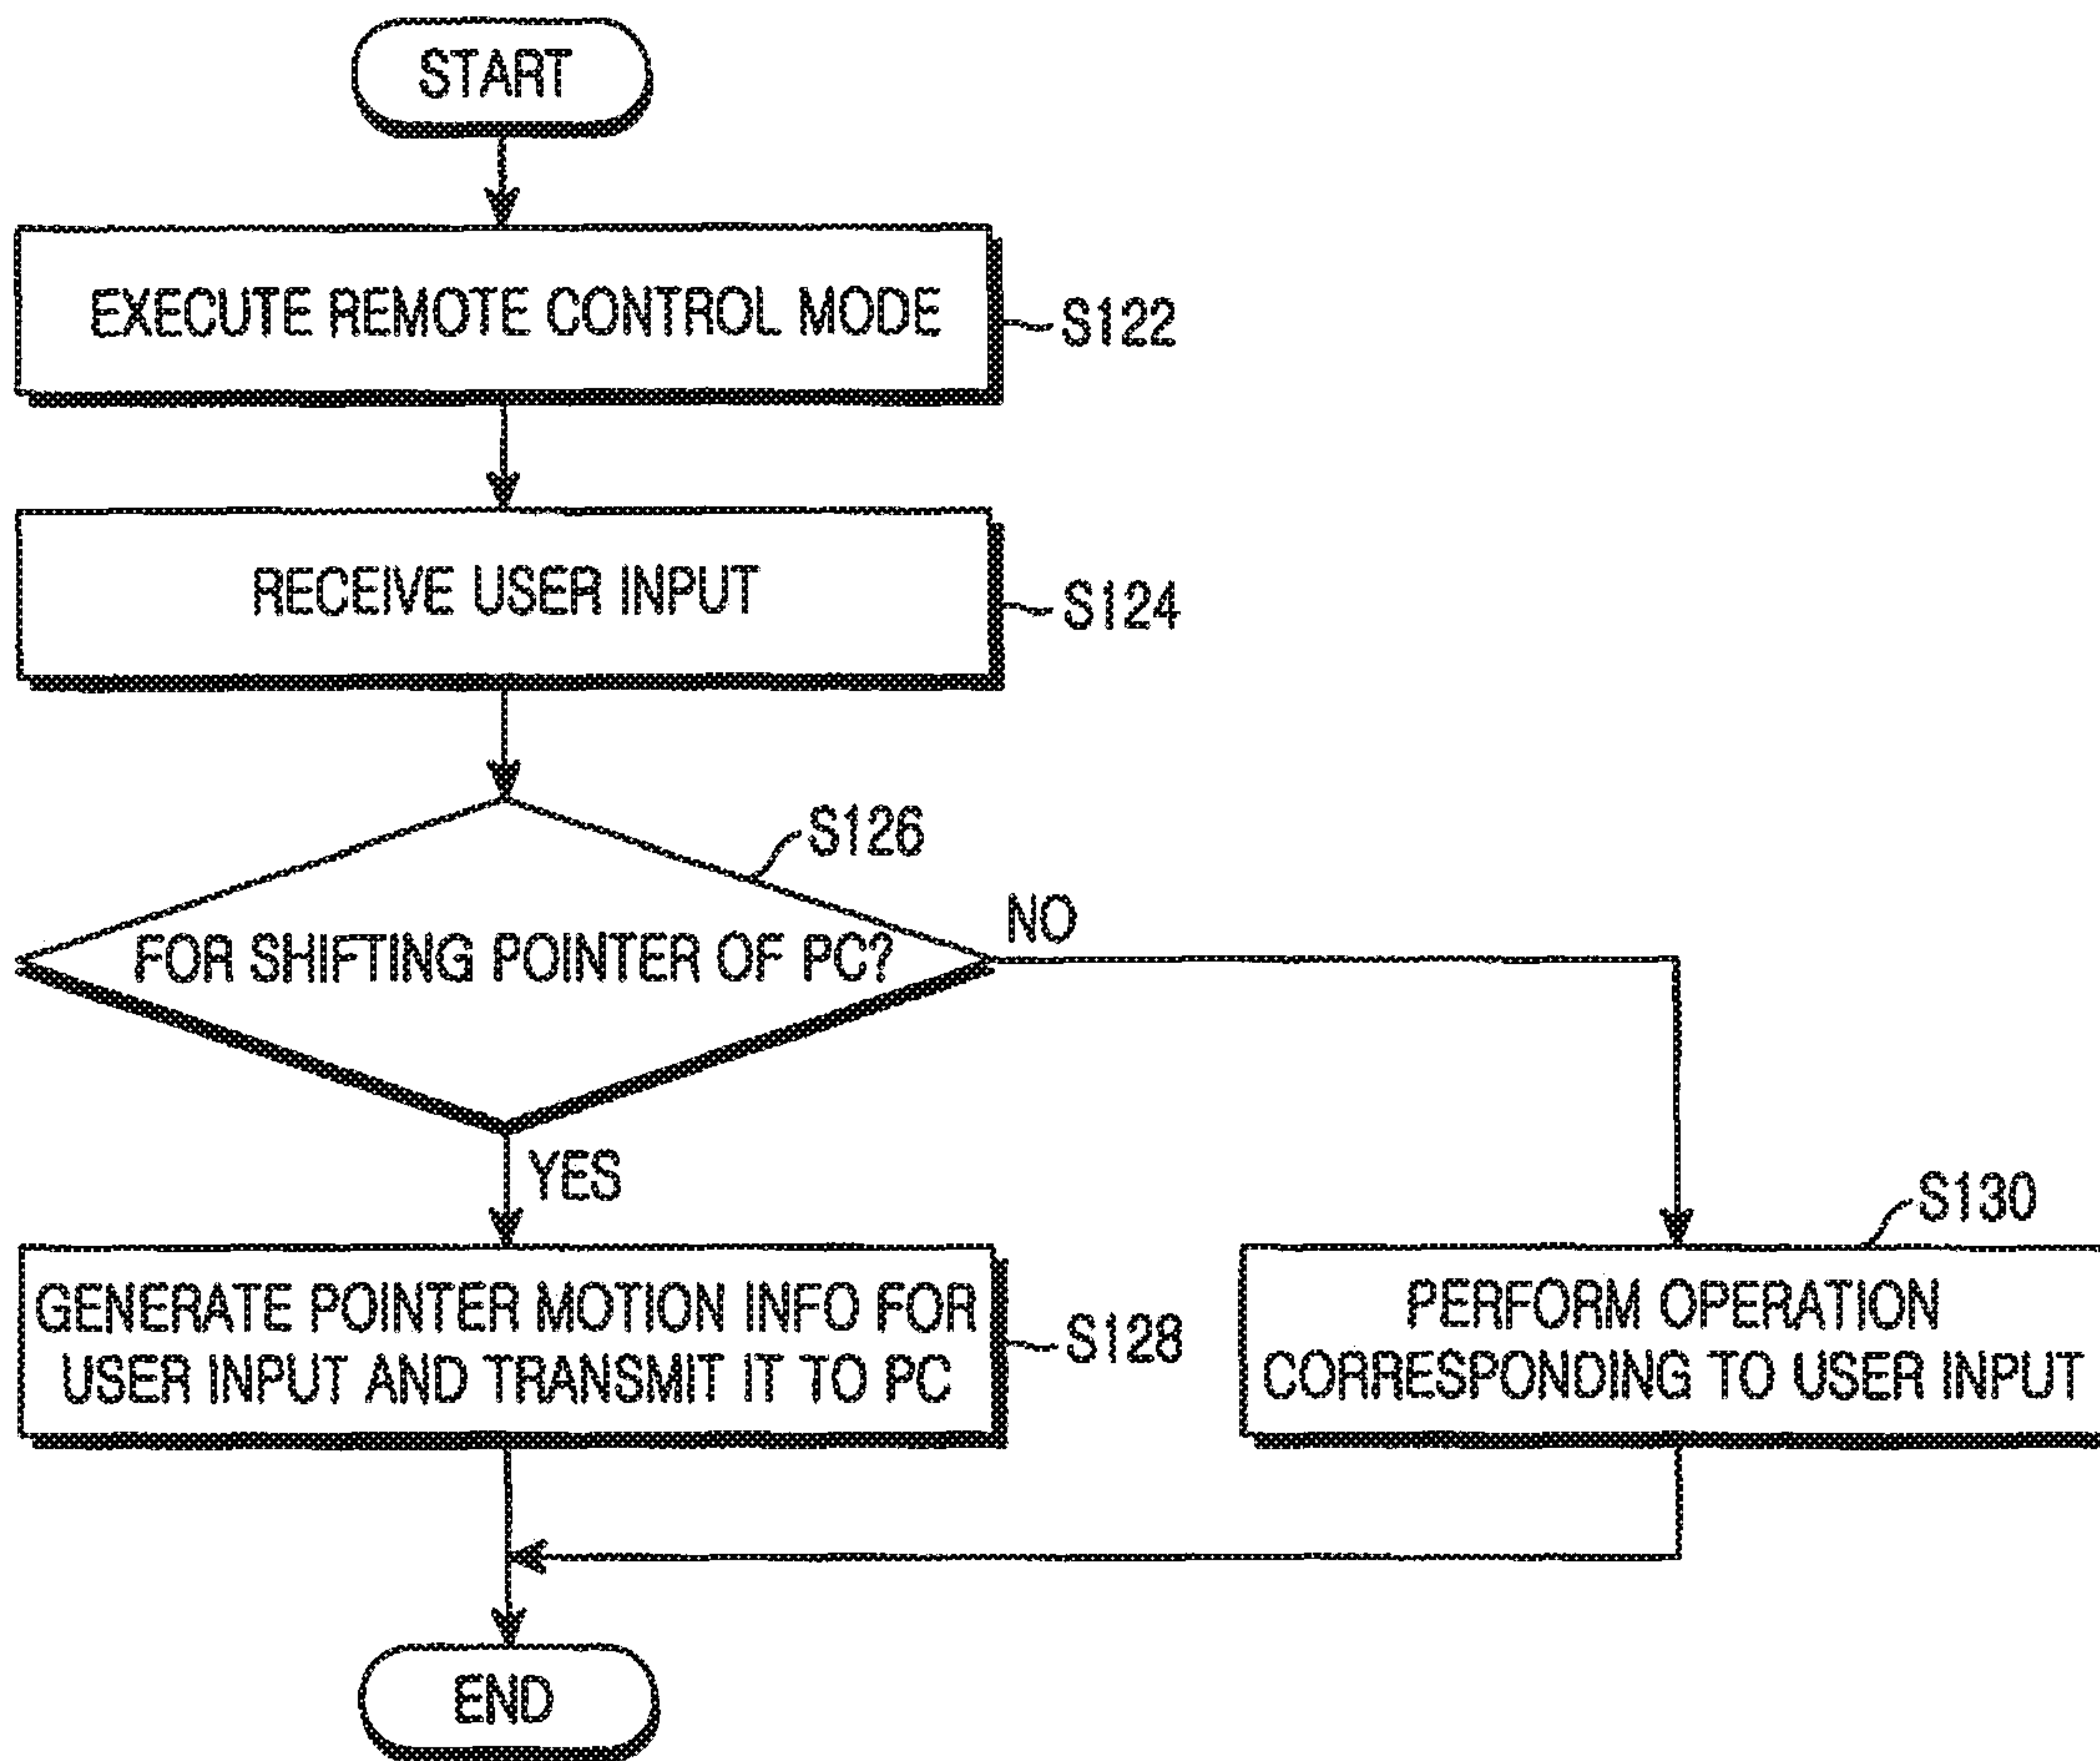 START
EXECUTE REMOTE CONTROL MODE
S122
RECEIVE USER INPUT
S124
S126
FOR SHIFTING POINTER OF PC?
NO
YES
GENERATE POINTER MOTION INFO FOR
USER INPUT AND TRANSMIT IT TO PC
S128
S130
PERFORM OPERATION
CORRESPONDING TO USER INPUT
END